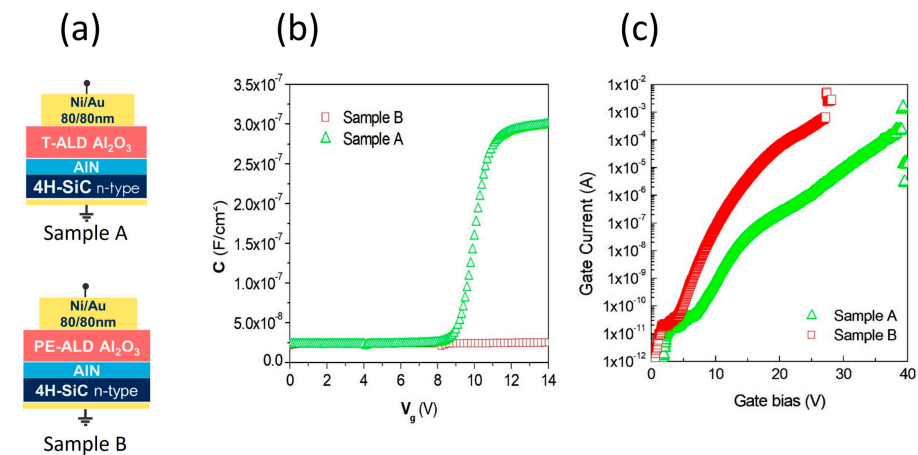 (a)
Ni/Au
80/80nm
T-ALD Al₂O₃
AlN
4H-SiC n-type
Sample A
Ni/Au
80/80nm
PE-ALD Al₂O₃
AlN
4H-SiC n-type
Sample B
(b)
3.5x10⁻⁷
3.0x10⁻⁷
2.5x10⁻⁷
2.0x10⁻⁷
1.5x10⁻⁷
1.0x10⁻⁷
5.0x10⁻⁸
0.0
C (F/cm²)
Sample B
Sample A
0 2 4 6 8 10 12 14
V_g (V)
(c)
1x10⁻²
1x10⁻³
1x10⁻⁴
1x10⁻⁵
1x10⁻⁶
1x10⁻⁷
1x10⁻⁸
1x10⁻⁹
1x10⁻¹⁰
1x10⁻¹¹
1x10⁻¹²
Gate Current (A)
Sample A
Sample B
0 10 20 30 40
Gate bias (V)